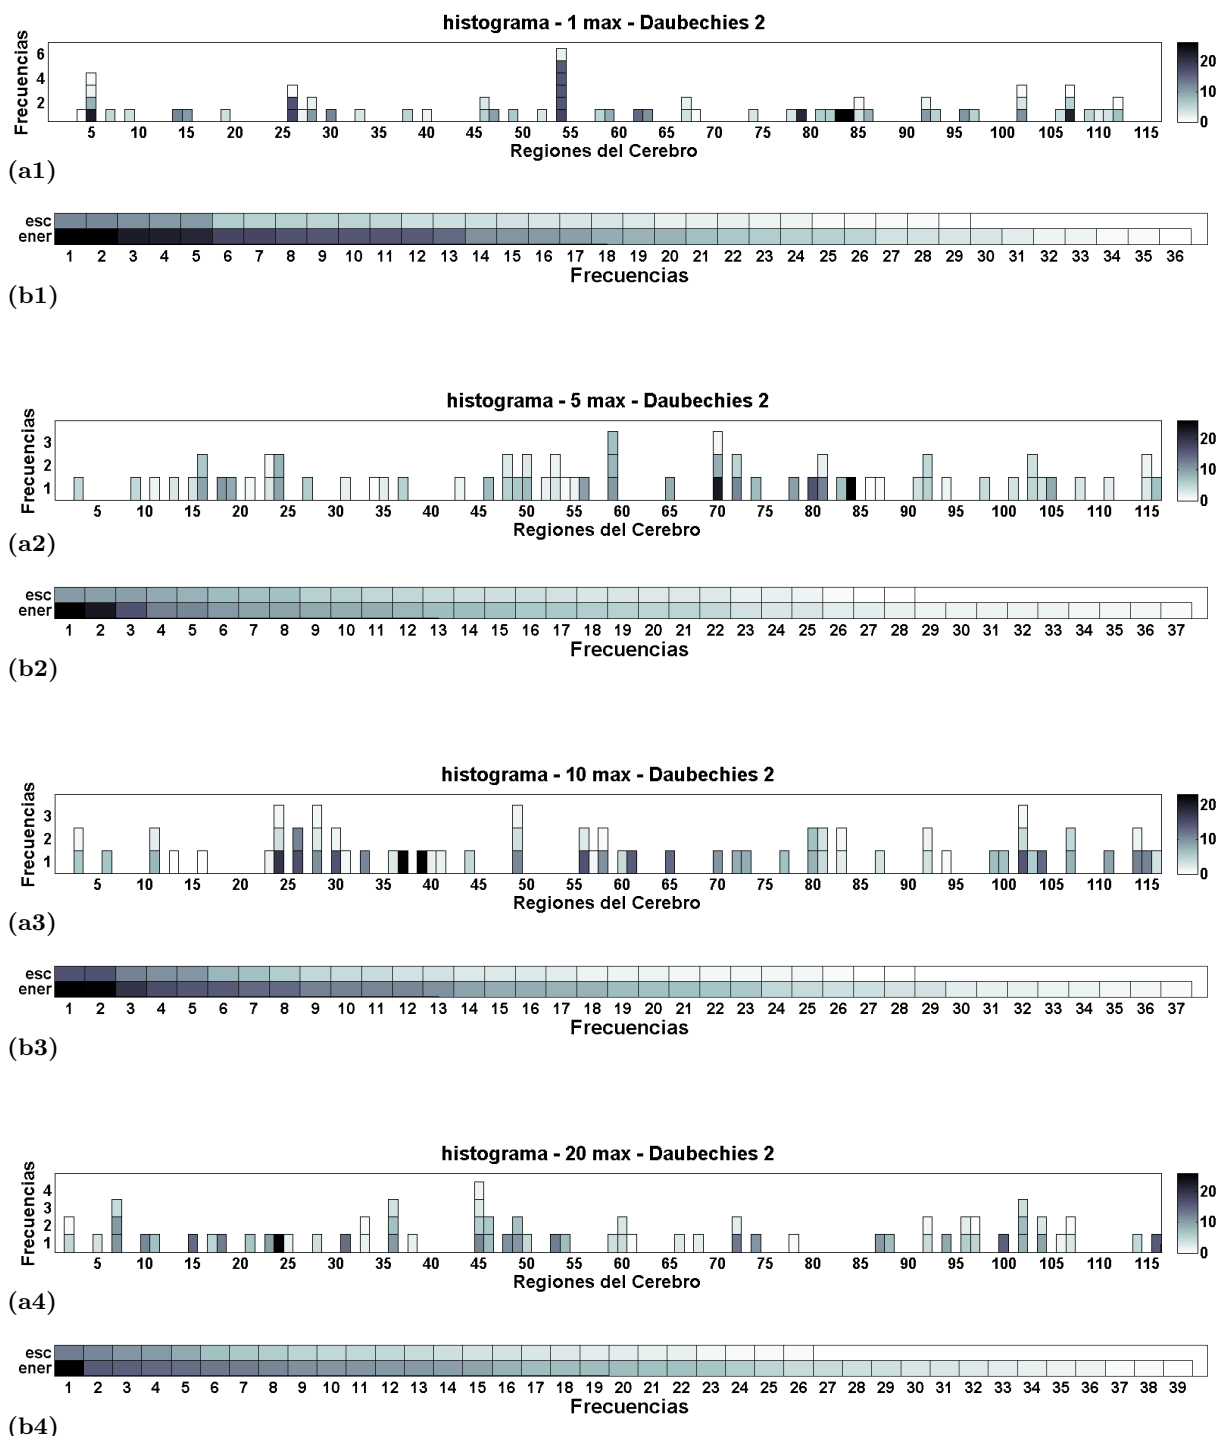 histograma - 1 max - Daubechies 2
Frecuencias
6
4
2
20
10
0
5 10 15 20 25 30 35 40 45 50 55 60 65 70 75 80 85 90 95 100 105 110 115
Regiones del Cerebro
(a1)
esc
ener
1 2 3 4 5 6 7 8 9 10 11 12 13 14 15 16 17 18 19 20 21 22 23 24 25 26 27 28 29 30 31 32 33 34 35 36
Frecuencias
(b1)
histograma - 5 max - Daubechies 2
Frecuencias
3
2
1
20
10
0
5 10 15 20 25 30 35 40 45 50 55 60 65 70 75 80 85 90 95 100 105 110 115
Regiones del Cerebro
(a2)
esc
ener
1 2 3 4 5 6 7 8 9 10 11 12 13 14 15 16 17 18 19 20 21 22 23 24 25 26 27 28 29 30 31 32 33 34 35 36 37
Frecuencias
(b2)
histograma - 10 max - Daubechies 2
Frecuencias
3
2
1
20
10
0
5 10 15 20 25 30 35 40 45 50 55 60 65 70 75 80 85 90 95 100 105 110 115
Regiones del Cerebro
(a3)
esc
ener
1 2 3 4 5 6 7 8 9 10 11 12 13 14 15 16 17 18 19 20 21 22 23 24 25 26 27 28 29 30 31 32 33 34 35 36 37
Frecuencias
(b3)
histograma - 20 max - Daubechies 2
Frecuencias
4
3
2
1
20
10
0
5 10 15 20 25 30 35 40 45 50 55 60 65 70 75 80 85 90 95 100 105 110 115
Regiones del Cerebro
(a4)
esc
ener
1 2 3 4 5 6 7 8 9 10 11 12 13 14 15 16 17 18 19 20 21 22 23 24 25 26 27 28 29 30 31 32 33 34 35 36 37 38 39
Frecuencias
(b4)